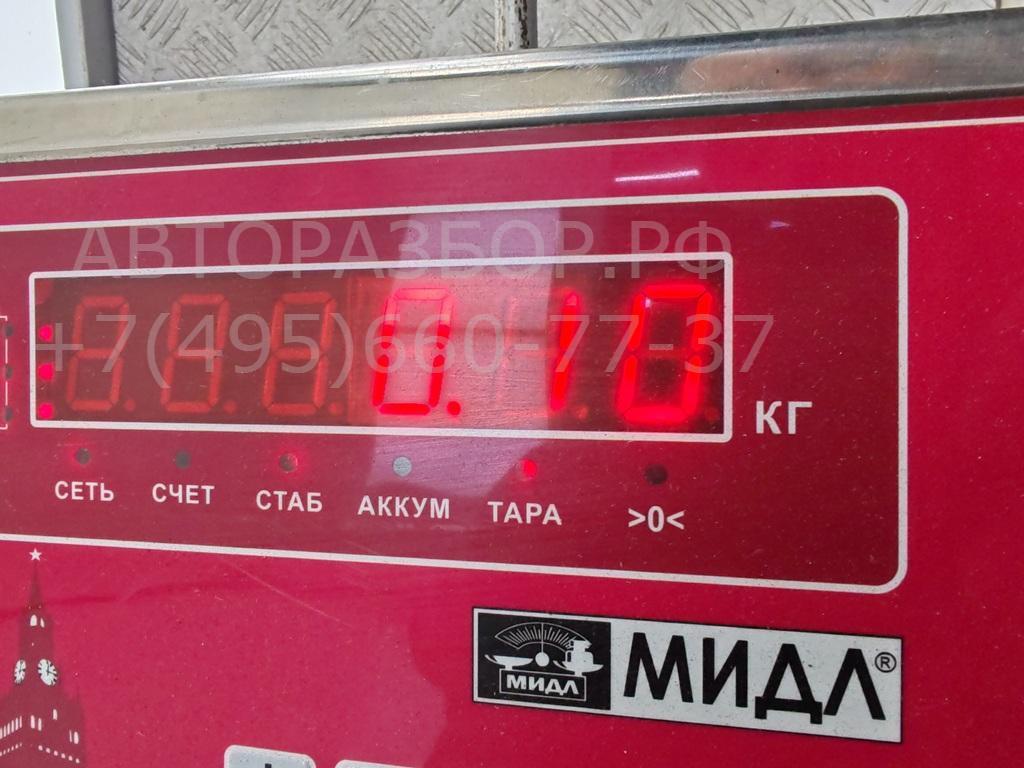 АВТОРАЗБОР.РФ
+7(495)660-77-37
0.10
КГ
СЕТЬ СЧЕТ СТАБ АККУМ ТАРА >0<
МИДЛ МИДЛ®